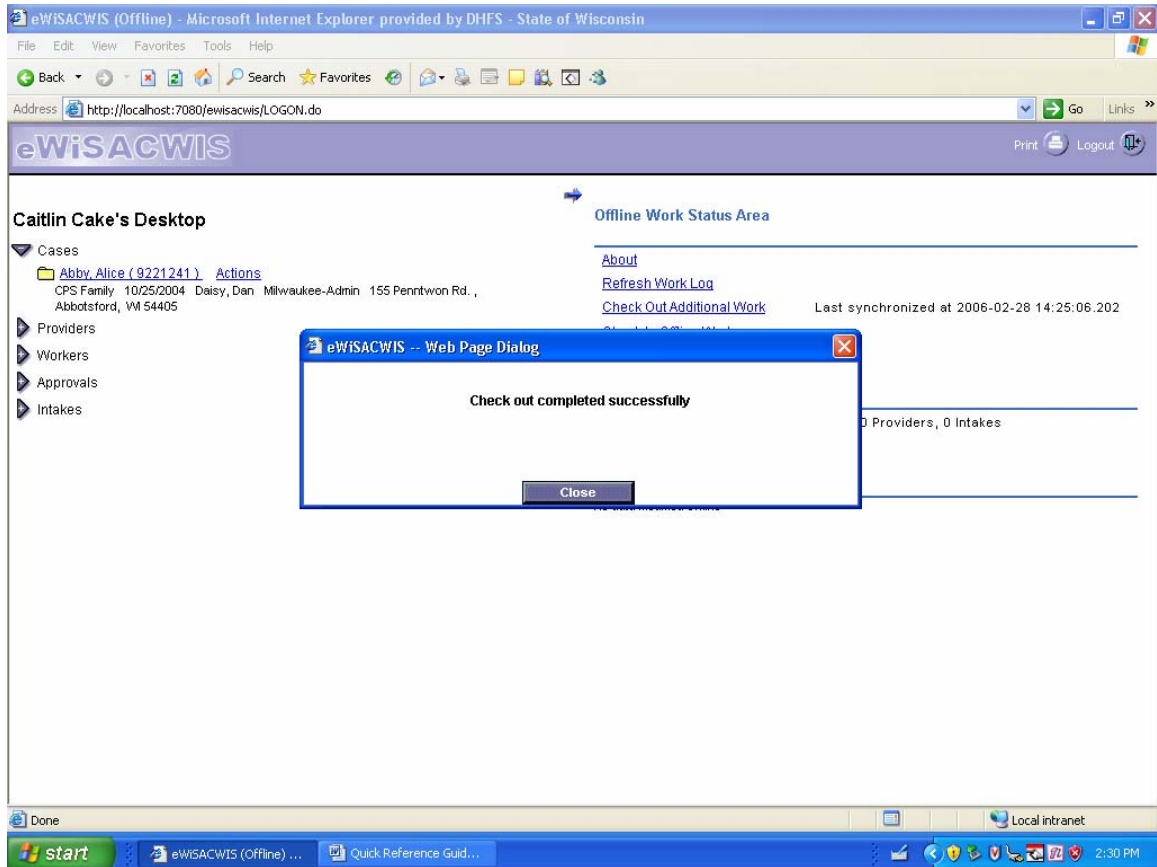 eWiSACWIS (Offline) - Microsoft Internet Explorer provided by DHFS - State of Wisconsin
File Edit View Favorites Tools Help
Back Search Favorites
Address http://localhost:7080/ewisacwis/LOGON.do Go Links »
eWiSACWIS Print Logout
Caitlin Cake's Desktop
Cases
Abby, Alice ( 9221241 ) Actions
CPS Family 10/25/2004 Daisy, Dan Milwaukee-Admin 155 Penntwon Rd. ,
Abbotsford, WI 54405
Providers
Workers
Approvals
Intakes
Offline Work Status Area
About
Refresh Work Log
Check Out Additional Work Last synchronized at 2006-02-28 14:25:06.202
eWiSACWIS -- Web Page Dialog
Check out completed successfully
Close
0 Providers, 0 Intakes
Done Local intranet
start eWiSACWIS (Offline) ... Quick Reference Guid... 2:30 PM